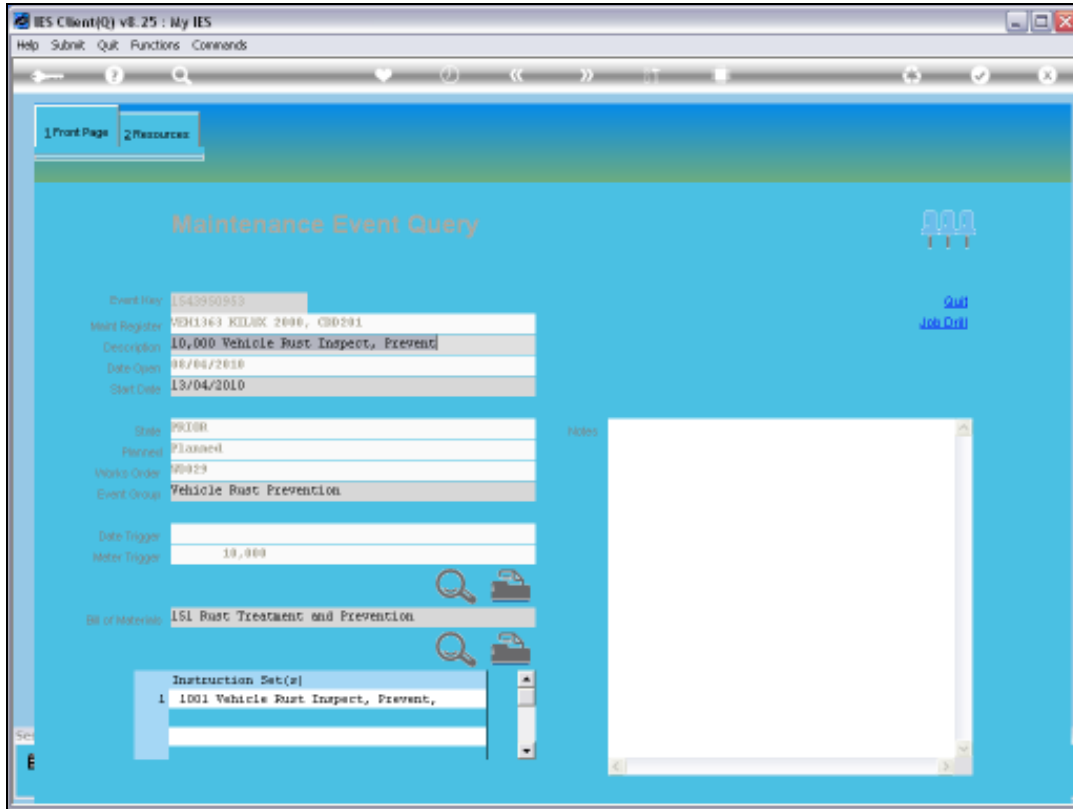 IES Client(Q) v8.25 : My IES
Help Submit Quit Functions Commands
1 Front Page
2 Resources
Maintenance Event Query
Event Key 1543950953
Quit
Maint Register VEH1363 KILUX 2000, CBD201
Job Drill
Description 10,000 Vehicle Rust Inspect, Prevent
Date Open 08/04/2010
Start Date 13/04/2010
State PRIOR
Notes
Planned Planned
Works Order WO029
Event Group Vehicle Rust Prevention
Date Trigger
Meter Trigger 10,000
Bill of Materials 151 Rust Treatment and Prevention
Instruction Set(s)
1 1001 Vehicle Rust Inspect, Prevent,